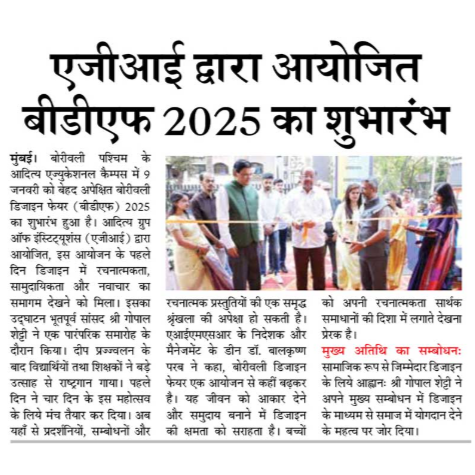 एजीआई द्वारा आयोजित
बीडीएफ 2025 का शुभारंभ
मुंबई। बोरीवली पश्चिम के
आदित्य एज्युकेशनल कैम्पस में 9
जनवरी को बेहद अपेक्षित बोरीवली
डिजाइन फेयर (बीडीएफ) 2025
का शुभारंभ हुआ है। आदित्य ग्रुप
ऑफ इंस्टिट्यूशंस (एजीआई) द्वारा
आयोजित, इस आयोजन के पहले
दिन डिजाइन में रचनात्मकता,
सामुदायिकता और नवाचार का
समागम देखने को मिला। इसका
उद्घाटन भूतपूर्व सांसद श्री गोपाल
शेट्टी ने एक पारंपरिक समारोह के
दौरान किया। दीप प्रज्ज्वलन के
बाद विद्यार्थियों तथा शिक्षकों ने बड़े
उत्साह से राष्ट्रगान गाया। पहले
दिन ने चार दिन के इस महोत्सव
के लिये मंच तैयार कर दिया। अब
यहाँ से प्रदर्शनियों, सम्बोधनों और
रचनात्मक प्रस्तुतियों की एक समृद्ध
श्रृंखला की अपेक्षा हो सकती है।
एआईएमएसआर के निदेशक और
मैनेजमेंट के डीन डॉ. बालकृष्ण
परब ने कहा, बोरीवली डिजाइन
फेयर एक आयोजन से कहीं बढ़कर
है। यह जीवन को आकार देने
और समुदाय बनाने में डिजाइन
की क्षमता को सराहता है। बच्चों
को अपनी रचनात्मकता सार्थक
समाधानों की दिशा में लगाते देखना
प्रेरक है।
मुख्य अतिथि का सम्बोधन:
सामाजिक रूप से जिम्मेदार डिजाइन
के लिये आह्वानः श्री गोपाल शेट्टी ने
अपने मुख्य सम्बोधन में डिजाइन
के माध्यम से समाज में योगदान देने
के महत्व पर जोर दिया।